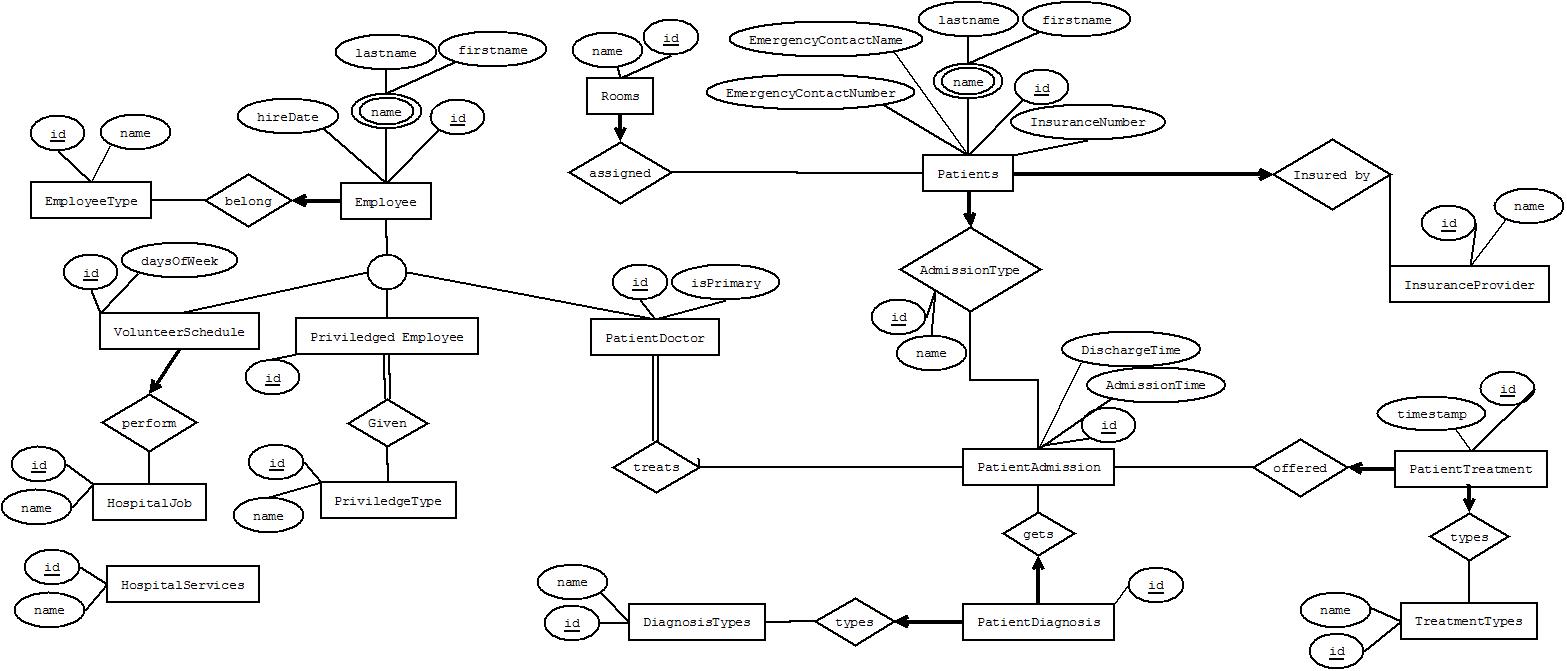 lastname
firstname
EmergencyContactName
lastname
firstname
name
id
EmergencyContactNumber
name
id
Rooms
hireDate
name
id
InsuranceNumber
id
name
assigned
Patients
Insured by
EmployeeType
belong
Employee
id
name
id
daysOfWeek
id
isPrimary
AdmissionType
InsuranceProvider
id
name
VolunteerSchedule
Priviledged Employee
PatientDoctor
id
DischargeTime
AdmissionTime
id
id
timestamp
perform
Given
id
name
id
name
treats
PatientAdmission
offered
PatientTreatment
HospitalJob
PriviledgeType
gets
types
id
name
HospitalServices
name
id
DiagnosisTypes
types
PatientDiagnosis
id
name
id
TreatmentTypes